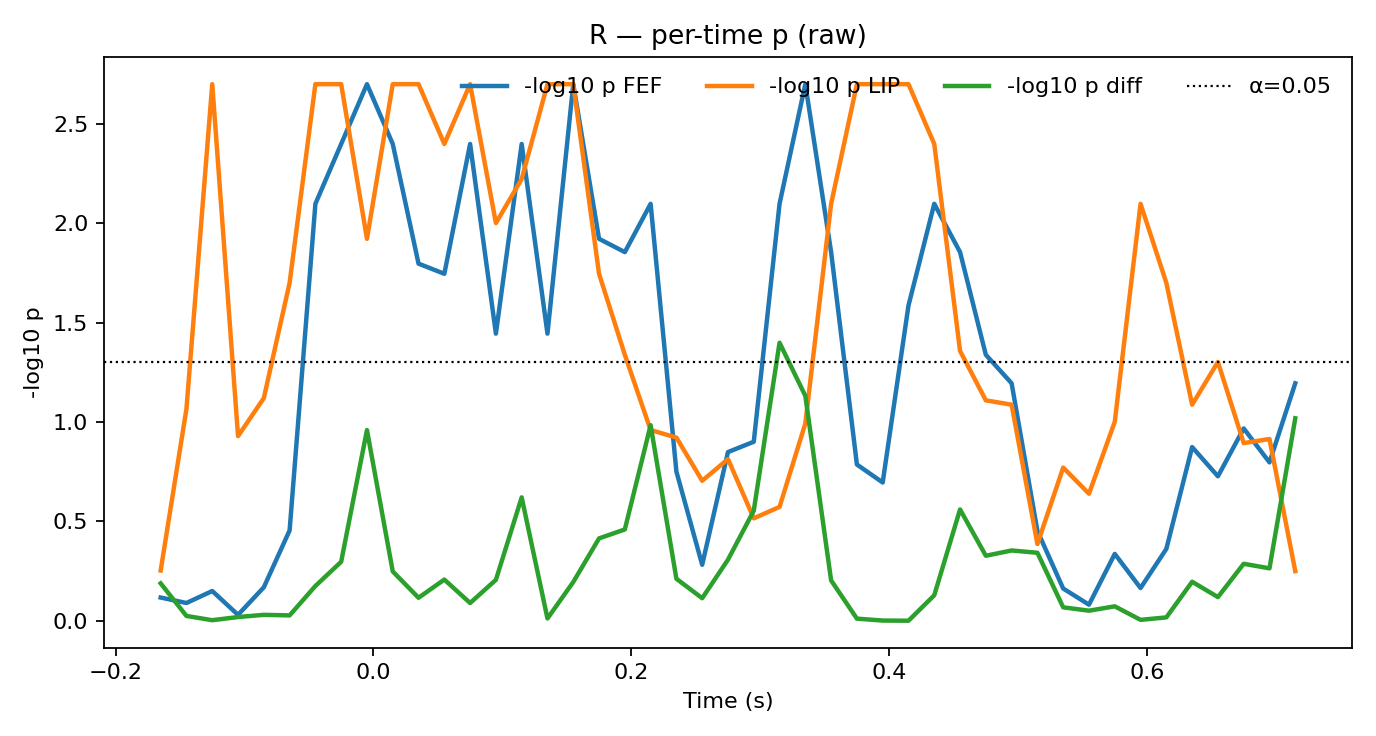 R — per-time p (raw)
-log10 p FEF
-log10 p LIP
-log10 p diff
α=0.05
-log10 p
2.5
2.0
1.5
1.0
0.5
0.0
−0.2
0.0
0.2
0.4
0.6
Time (s)